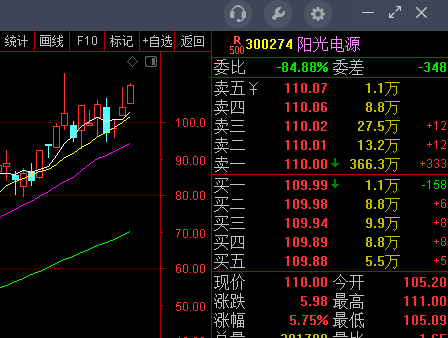 统计 画线 F10 标记 +自选 返回
R 500 300274 阳光电源
委比 -84.88% 委差 -348
卖五 ￥ 110.07 1.1万
卖四 110.06 8.8万
卖三 110.02 27.5万 +12
卖二 110.01 13.2万 +12
卖一 110.00 366.3万 +333
买一 109.99 1.1万 -158
买二 109.98 8.8万 +6
买三 109.94 9.9万 +8
买四 109.89 8.8万 +6
买五 109.88 5.5万 +5
现价 110.00 今开 105.20
涨跌 5.98 最高 111.00
涨幅 5.75% 最低 105.09
100.00
90.00
80.00
70.00
60.00
50.00